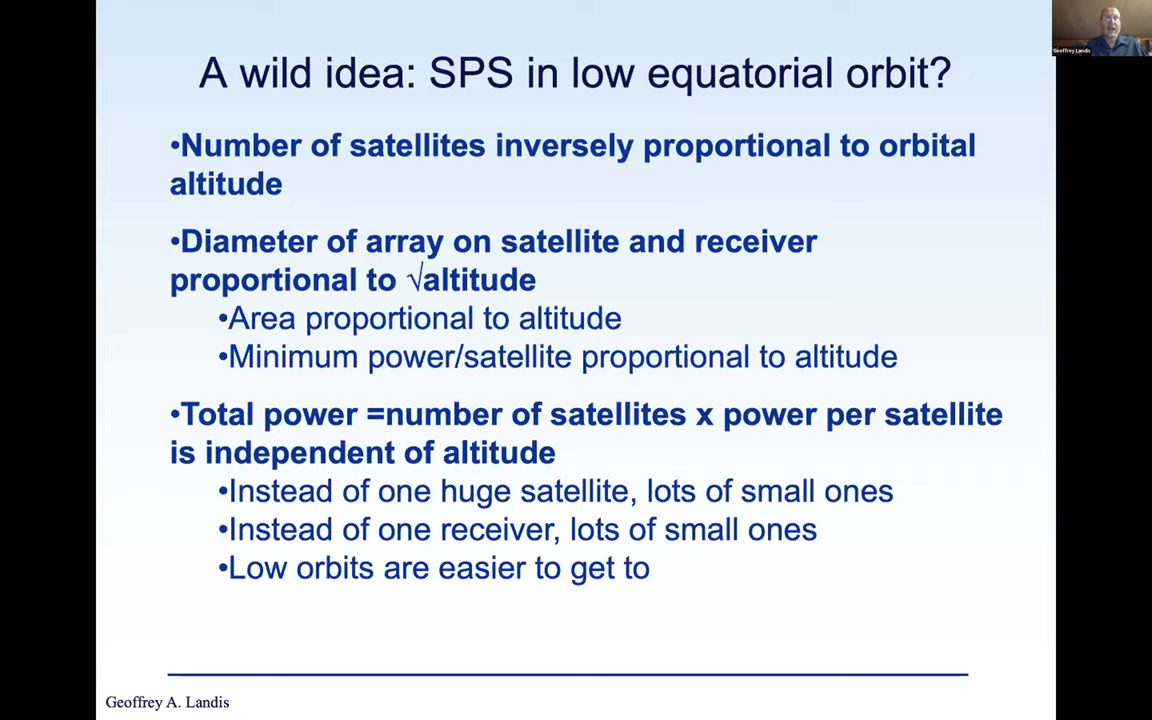 A wild idea: SPS in low equatorial orbit?
•Number of satellites inversely proportional to orbital
altitude
•Diameter of array on satellite and receiver
proportional to √altitude
•Area proportional to altitude
•Minimum power/satellite proportional to altitude
•Total power =number of satellites x power per satellite
is independent of altitude
•Instead of one huge satellite, lots of small ones
•Instead of one receiver, lots of small ones
•Low orbits are easier to get to
Geoffrey A. Landis
Geoffrey Landis